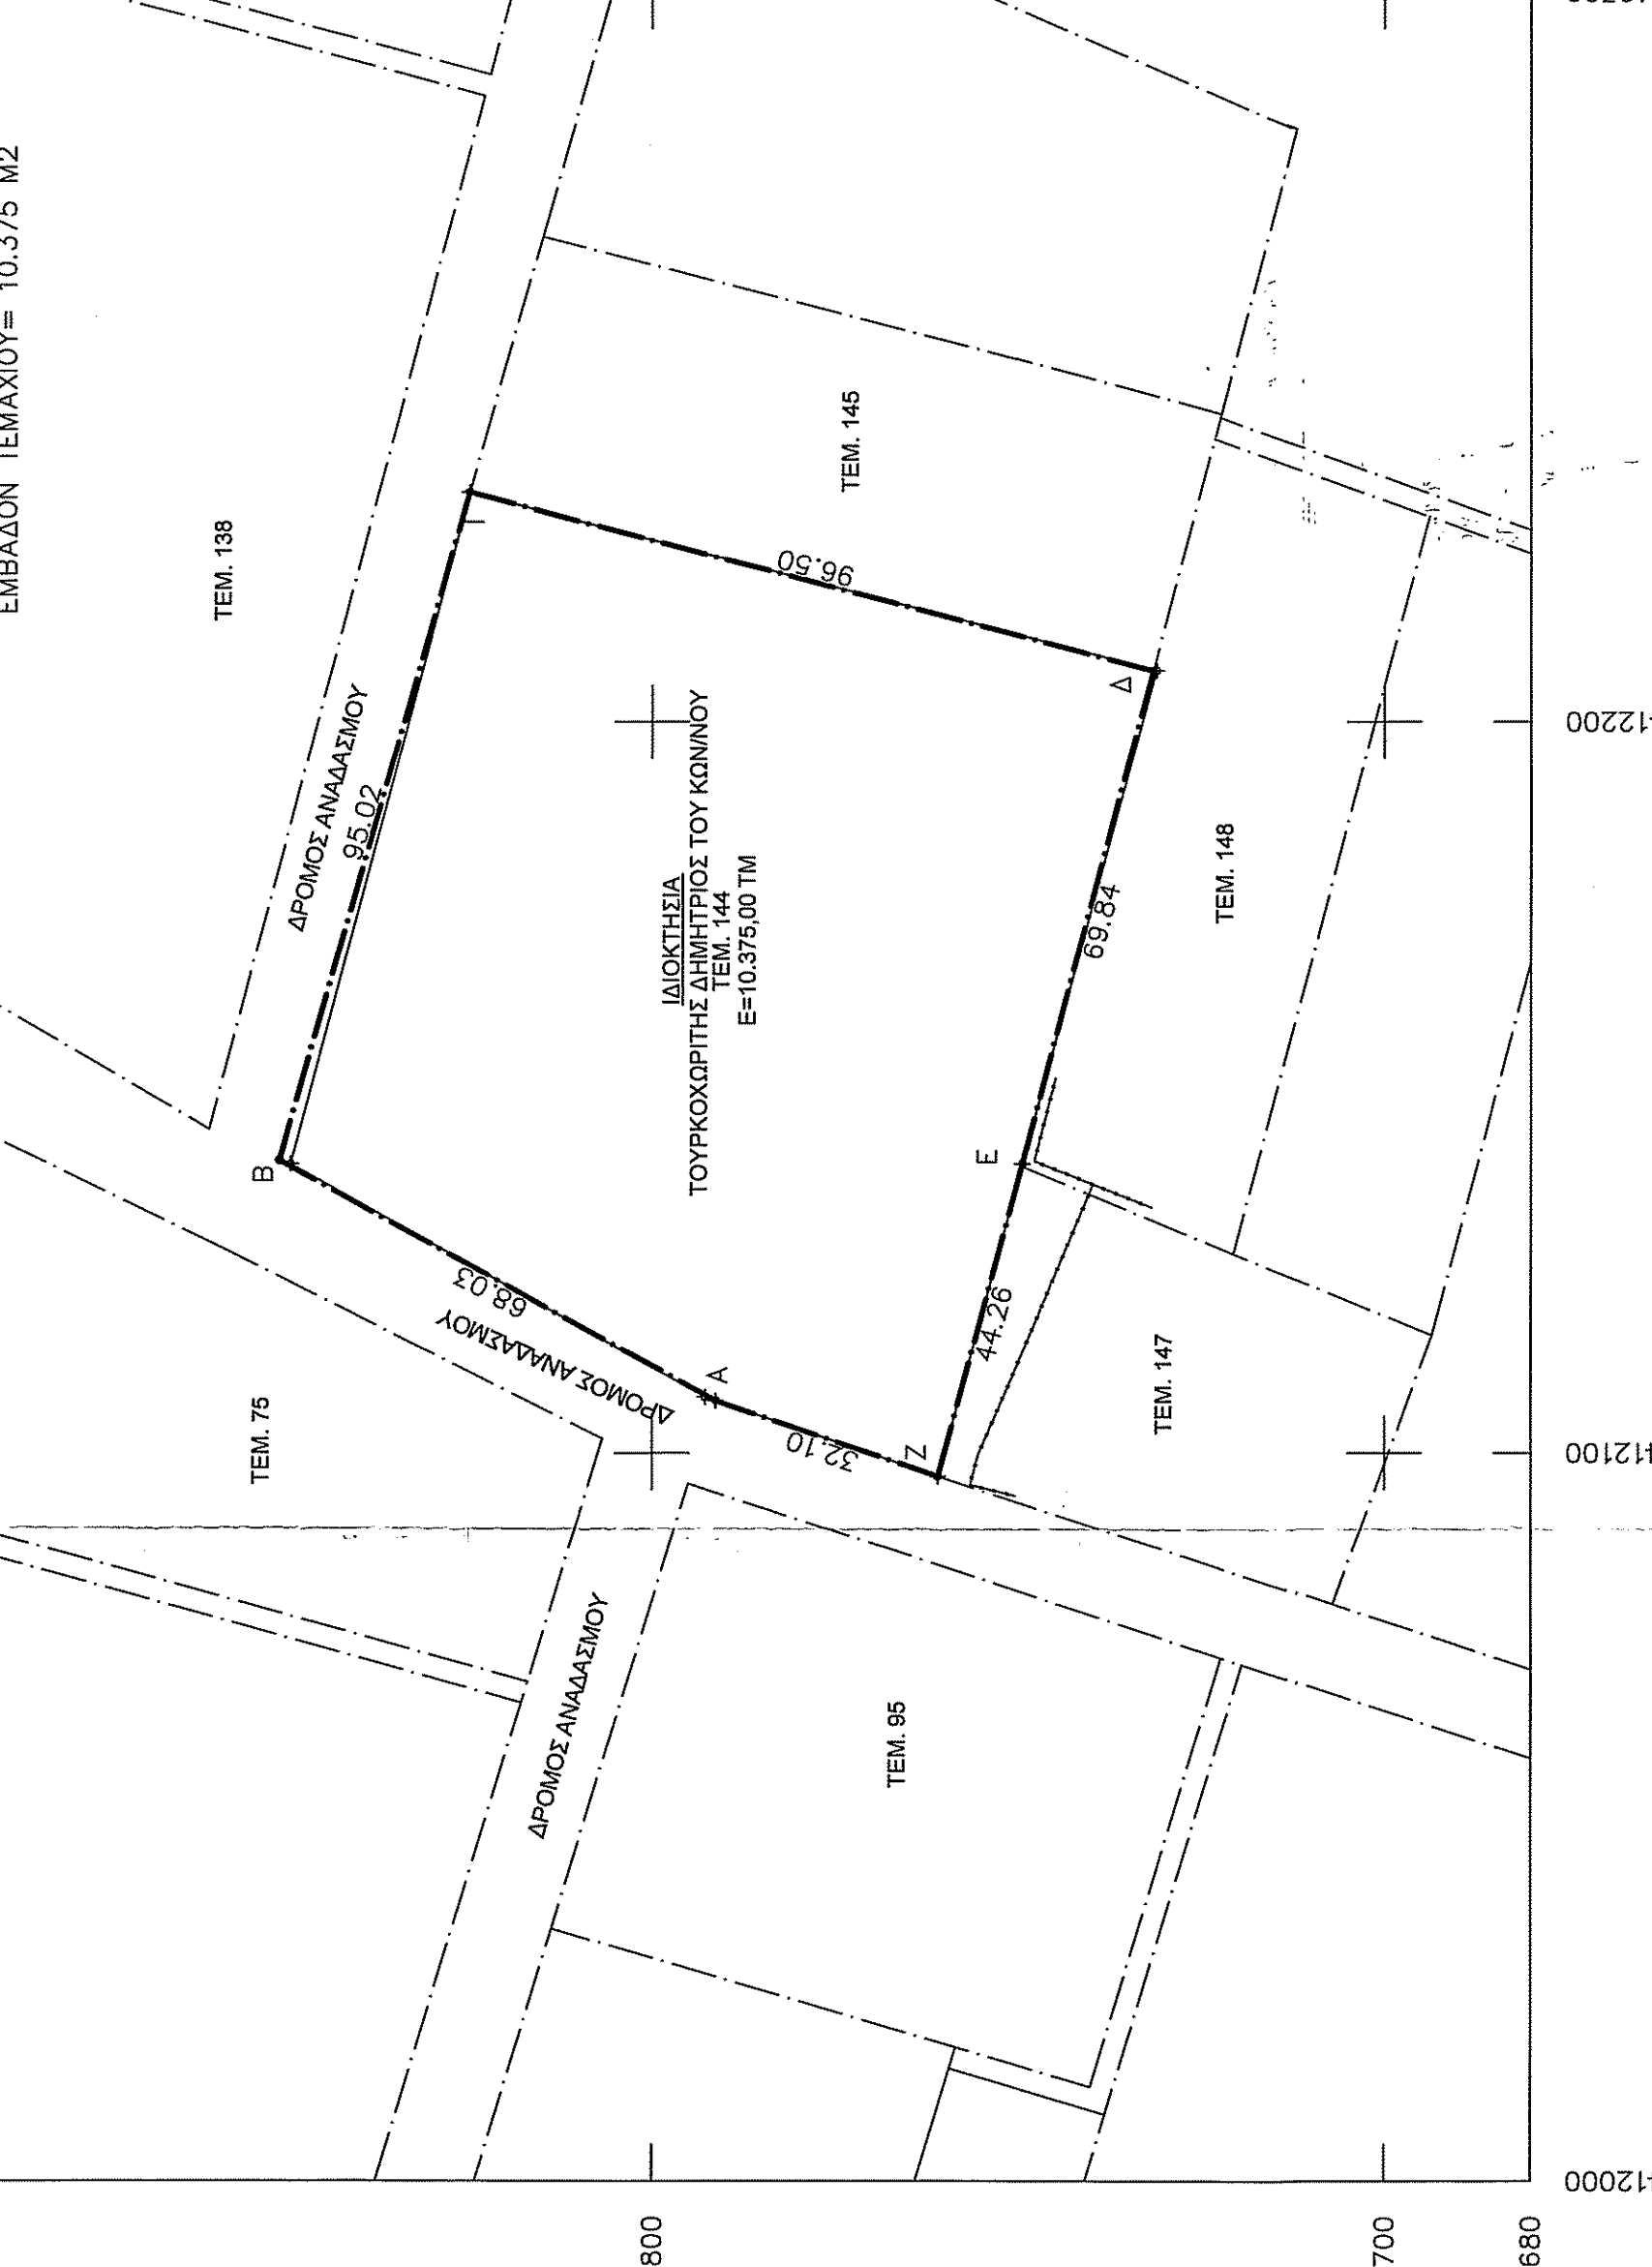 ΕΜΒΑΔΟΝ ΤΕΜΑΧΙΟΥ= 10.375 Μ2
ΤΕΜ. 138
ΔΡΟΜΟΣ ΑΝΑΔΑΣΜΟΥ
95.02
Β
Γ
ΤΕΜ. 145
96.50
68.03
ΔΡΟΜΟΣ ΑΝΑΔΑΣΜΟΥ
ΤΕΜ. 75
ΙΔΙΟΚΤΗΣΙΑ
ΤΟΥΡΚΟΧΩΡΙΤΗΣ ΔΗΜΗΤΡΙΟΣ ΤΟΥ ΚΩΝ/ΝΟΥ
ΤΕΜ. 144
Ε=10.375,00 ΤΜ
Α
32.10
Ζ
44.26
Ε
69.84
Δ
ΤΕΜ. 148
ΤΕΜ. 147
ΔΡΟΜΟΣ ΑΝΑΔΑΣΜΟΥ
ΤΕΜ. 95
12200
12100
12000
800
700
680